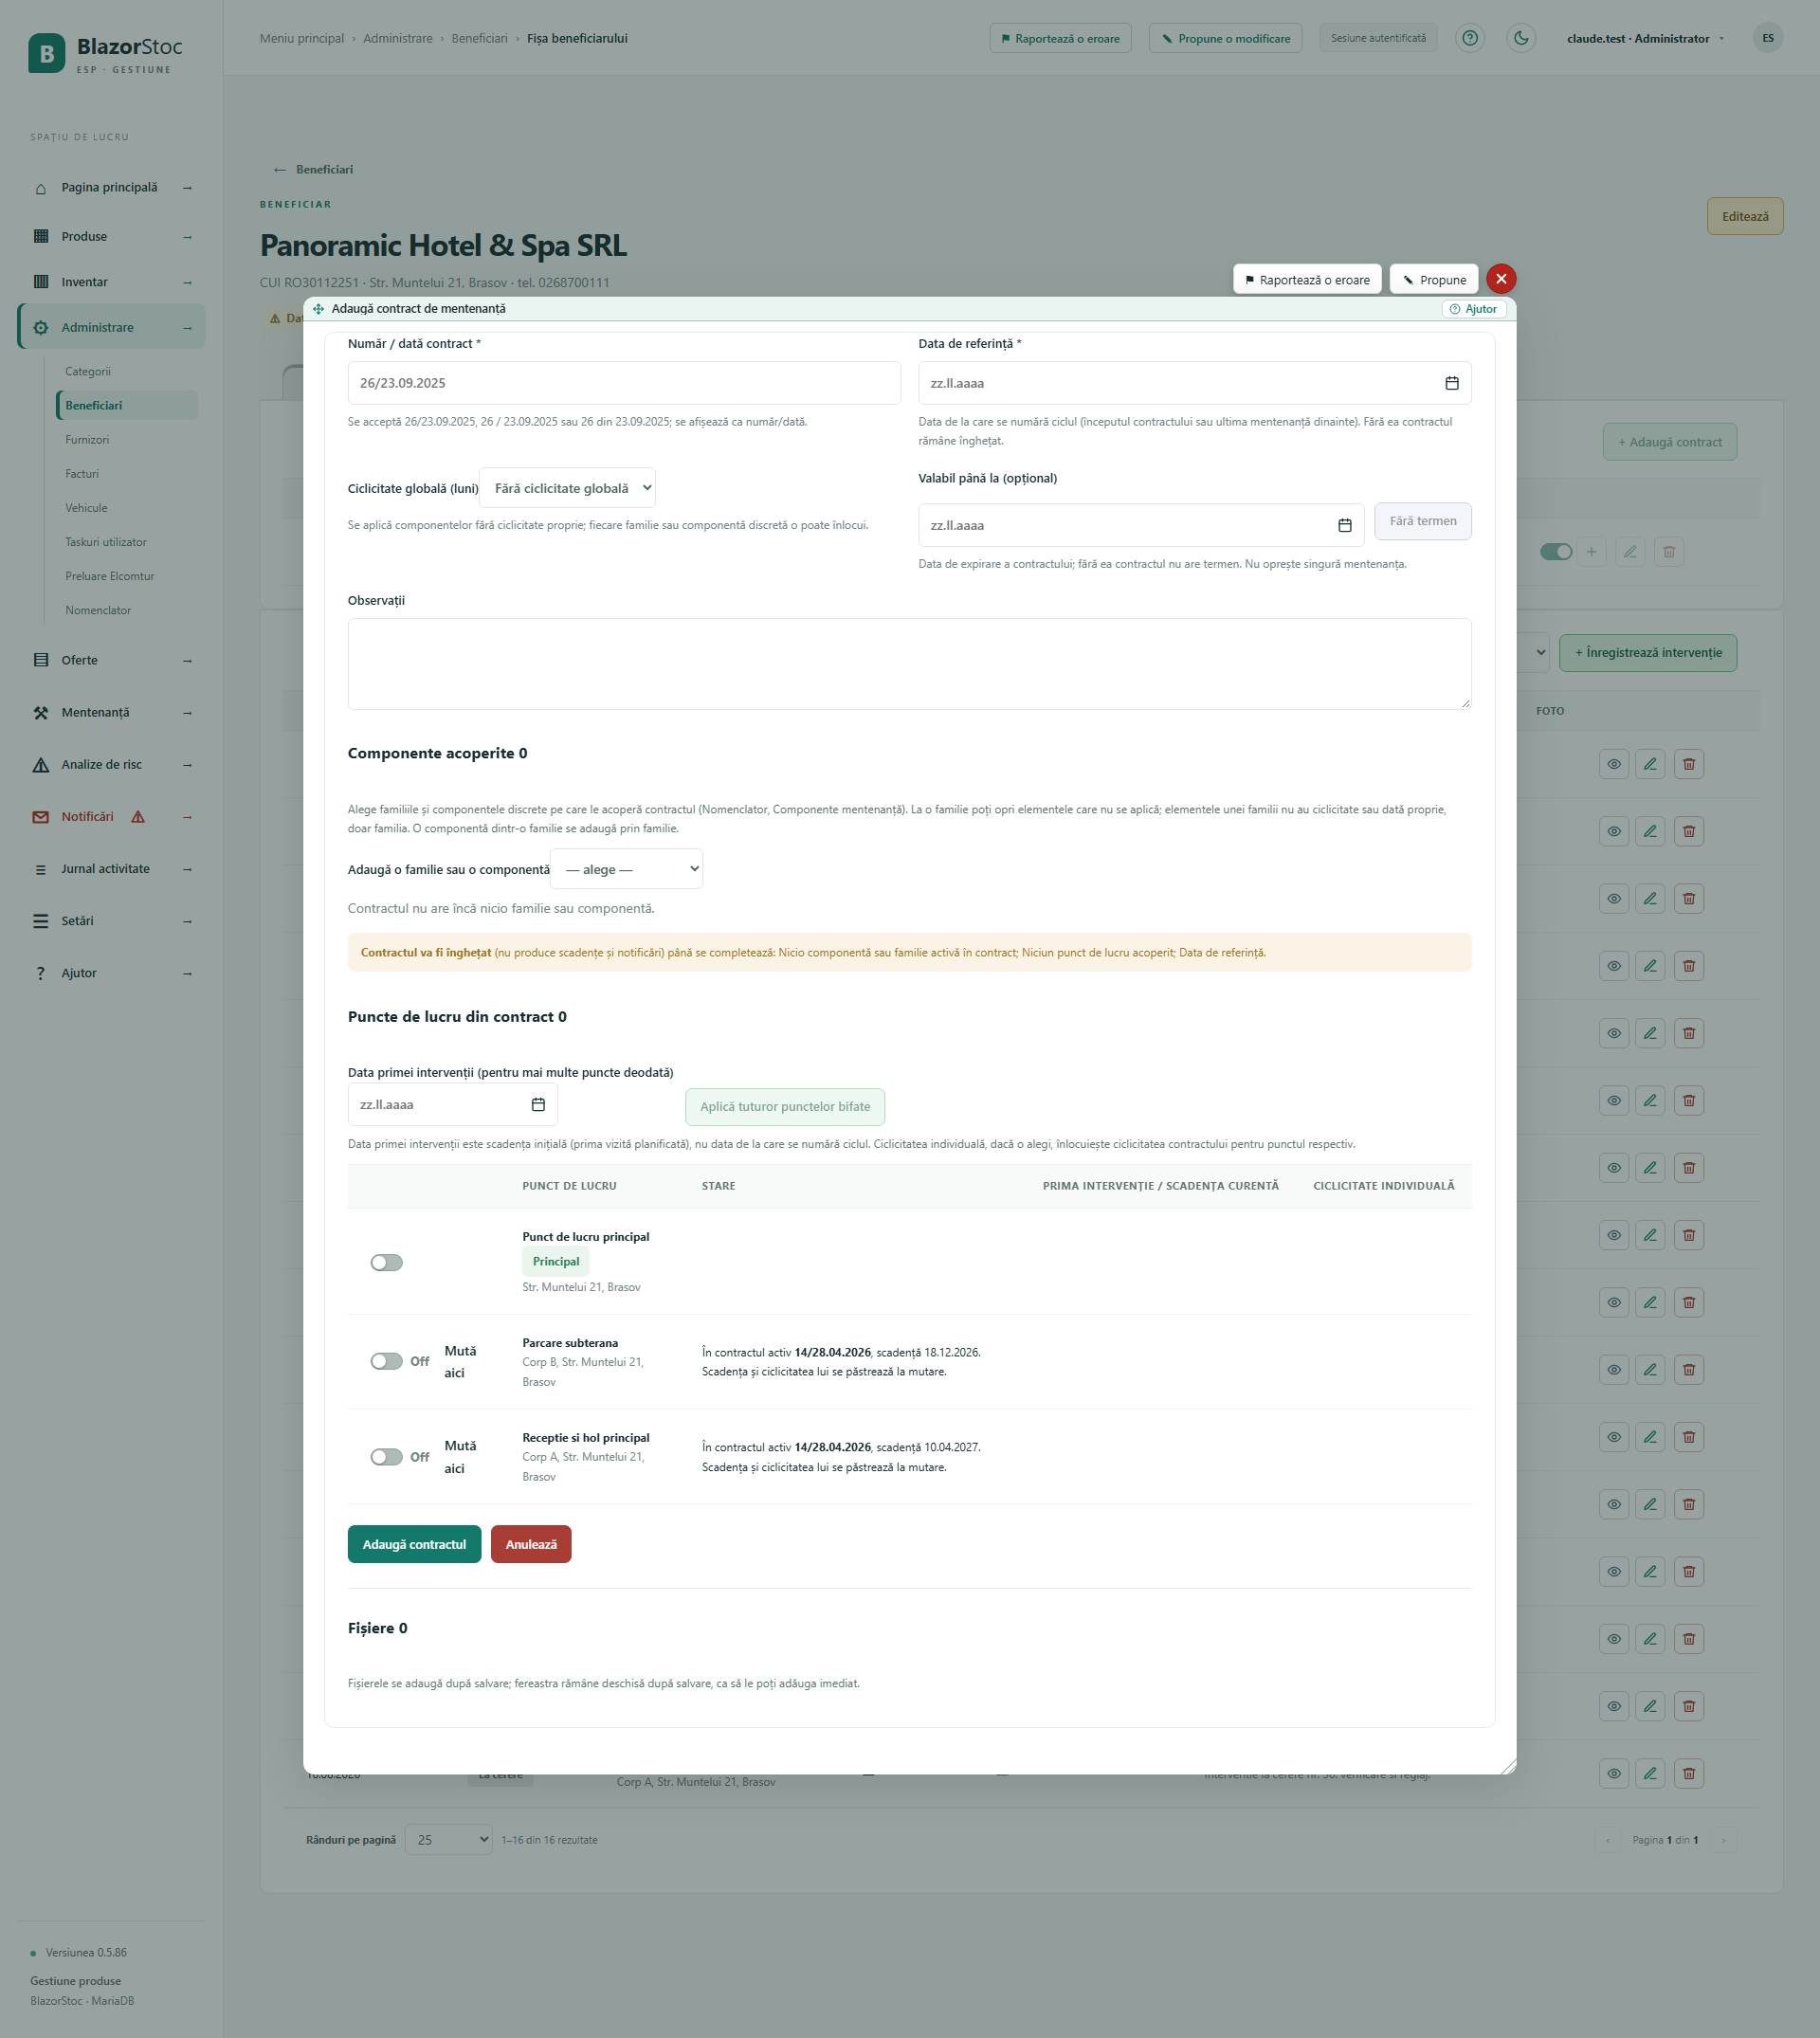 B
BlazorStoc
ESP · GESTIUNE
Meniu principal › Administrare › Beneficiari › Fișa beneficiarului
Raportează o eroare
Propune o modificare
Sesiune autentificată
claude.test · Administrator
ES
SPAȚIU DE LUCRU
Pagina principală →
Produse →
Inventar →
Administrare →
Categorii
Beneficiari
Furnizori
Facturi
Vehicule
Taskuri utilizator
Preluare Elcomtur
Nomenclator
Oferte →
Mentenanță →
Analize de risc →
Notificări →
Jurnal activitate →
Setări →
? Ajutor →
Versiunea 0.5.86
Gestiune produse
BlazorStoc · MariaDB
← Beneficiari
BENEFICIAR
Editează
Panoramic Hotel & Spa SRL
CUI RO30112251 · Str. Muntelui 21, Brasov · tel. 0268700111
Raportează o eroare
Propune
Adaugă contract de mentenanță
Ajutor
+ Adaugă contract
+ Înregistrează intervenție
FOTO
Număr / dată contract *
26/23.09.2025
Se acceptă 26/23.09.2025, 26 / 23.09.2025 sau 26 din 23.09.2025; se afișează ca număr/dată.
Data de referință *
zz.ll.aaaa
Data de la care se numără ciclul (începutul contractului sau ultima mentenanță dinainte). Fără ea contractul
rămâne înghețat.
Ciclicitate globală (luni)
Fără ciclicitate globală
Se aplică componentelor fără ciclicitate proprie; fiecare familie sau componentă discretă o poate înlocui.
Valabil până la (opțional)
zz.ll.aaaa
Fără termen
Data de expirare a contractului; fără ea contractul nu are termen. Nu oprește singură mentenanța.
Observații
Componente acoperite 0
Alege familiile și componentele discrete pe care le acoperă contractul (Nomenclator, Componente mentenanță). La o familie poți opri elementele care nu se aplică; elementele unei familii nu au ciclicitate sau dată proprie,
doar familia. O componentă dintr-o familie se adaugă prin familie.
Adaugă o familie sau o componentă
— alege —
Contractul nu are încă nicio familie sau componentă.
Contractul va fi înghețat (nu produce scadențe și notificări) până se completează: Nicio componentă sau familie activă în contract; Niciun punct de lucru acoperit; Data de referință.
Puncte de lucru din contract 0
Data primei intervenții (pentru mai multe puncte deodată)
zz.ll.aaaa
Aplică tuturor punctelor bifate
Data primei intervenții este scadența inițială (prima vizită planificată), nu data de la care se numără ciclul. Ciclicitatea individuală, dacă o alegi, înlocuiește ciclicitatea contractului pentru punctul respectiv.
PUNCT DE LUCRU
STARE
PRIMA INTERVENȚIE / SCADENȚA CURENTĂ
CICLICITATE INDIVIDUALĂ
Punct de lucru principal
Principal
Str. Muntelui 21, Brasov
Off
Mută
aici
Parcare subterana
Corp B, Str. Muntelui 21,
Brasov
În contractul activ 14/28.04.2026, scadență 18.12.2026.
Scadența și ciclicitatea lui se păstrează la mutare.
Off
Mută
aici
Receptie si hol principal
Corp A, Str. Muntelui 21,
Brasov
În contractul activ 14/28.04.2026, scadență 10.04.2027.
Scadența și ciclicitatea lui se păstrează la mutare.
Adaugă contractul
Anulează
Fișiere 0
Fișierele se adaugă după salvare; fereastra rămâne deschisă după salvare, ca să le poți adăuga imediat.
Corp A, Str. Muntelui 21, Brasov
Rânduri pe pagină
25
1–16 din 16 rezultate
‹
Pagina 1 din 1
›